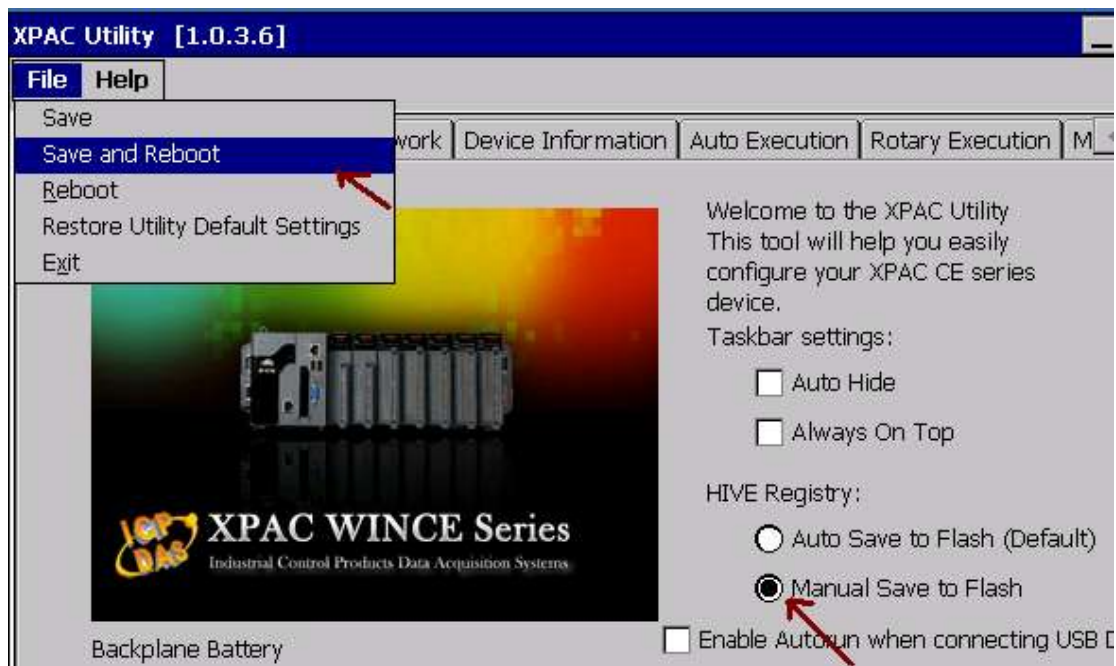 XPAC Utility [1.0.3.6]
File Help
Save
Save and Reboot
Reboot
Restore Utility Default Settings
Exit
work Device Information Auto Execution Rotary Execution M
Welcome to the XPAC Utility
This tool will help you easily
configure your XPAC CE series
device.
Taskbar settings:
Auto Hide
Always On Top
HIVE Registry:
Auto Save to Flash (Default)
Manual Save to Flash
Enable Autorun when connecting USB D
ICP
DAS
XPAC WINCE Series
Industrial Control Products Data Acquisition Systems
Backplane Battery